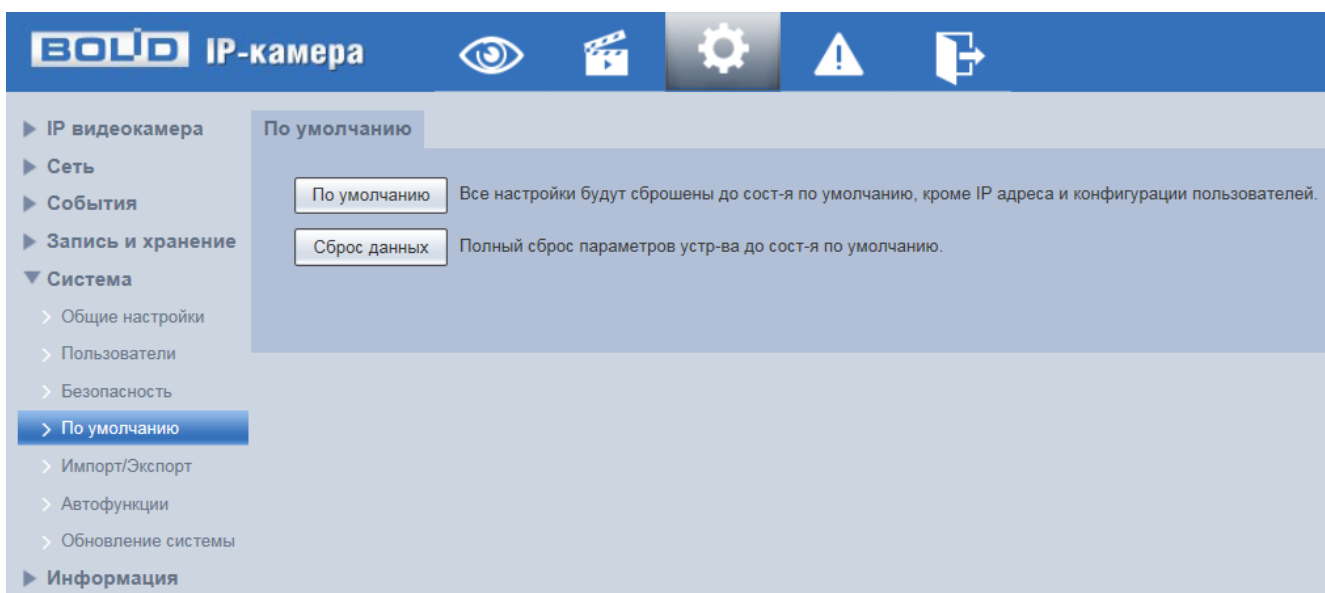 BOLID IP-камера
IP видеокамера
Сеть
События
Запись и хранение
Система
Общие настройки
Пользователи
Безопасность
По умолчанию
Импорт/Экспорт
Автофункции
Обновление системы
Информация
По умолчанию
По умолчанию Все настройки будут сброшены до сост-я по умолчанию, кроме IP адреса и конфигурации пользователей.
Сброс данных Полный сброс параметров устр-ва до сост-я по умолчанию.